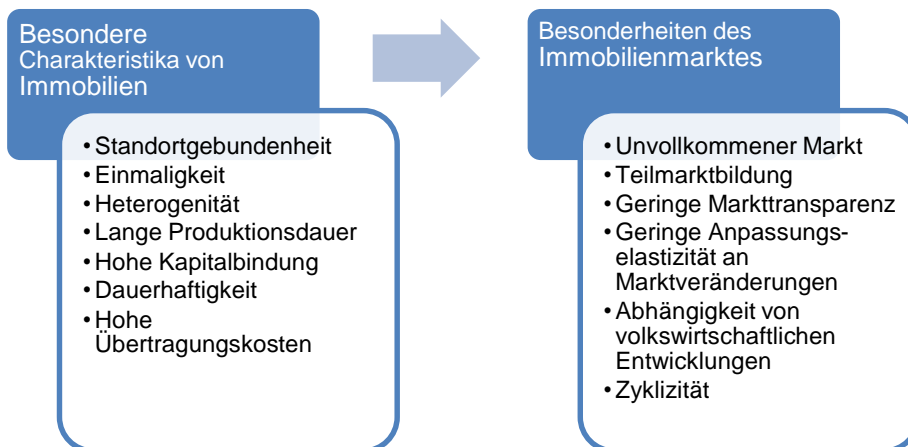 Besondere
Charakteristika von
Immobilien
• Standortgebundenheit
• Einmaligkeit
• Heterogenität
• Lange Produktionsdauer
• Hohe Kapitalbindung
• Dauerhaftigkeit
• Hohe
Übertragungskosten
Besonderheiten des
Immobilienmarktes
• Unvollkommener Markt
• Teilmarktbildung
• Geringe Markttransparenz
• Geringe Anpassungs-
elastizität an
Marktveränderungen
• Abhängigkeit von
volkswirtschaftlichen
Entwicklungen
• Zyklizität